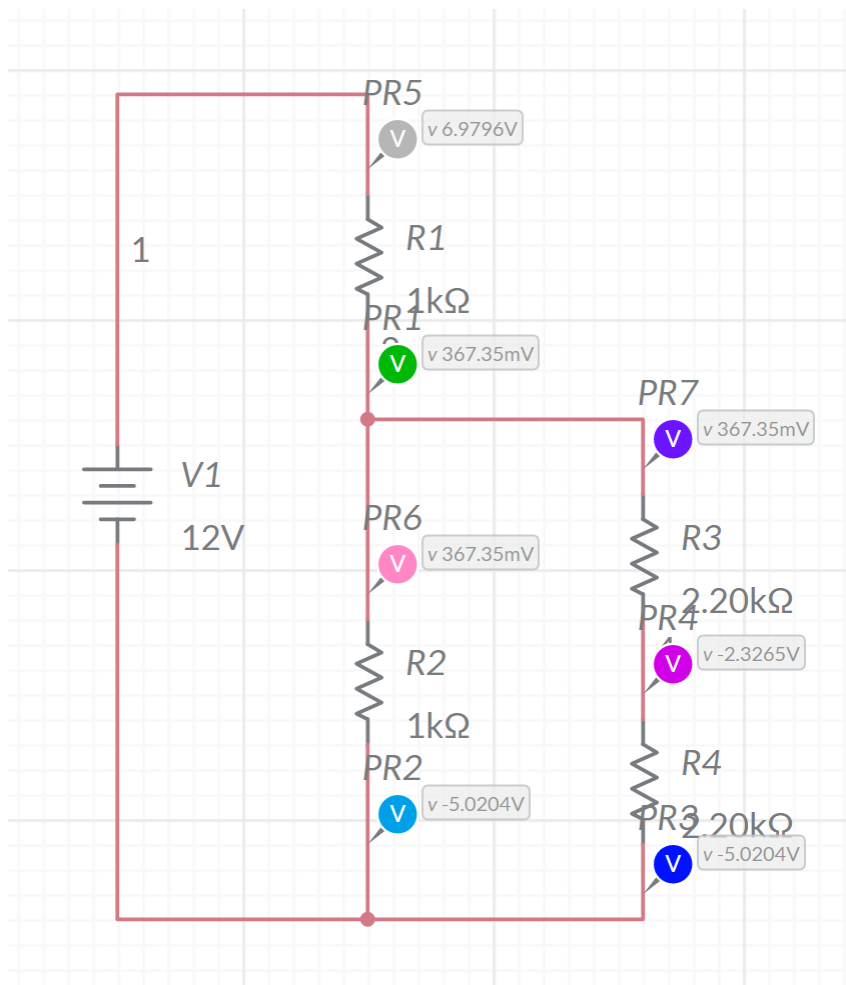 PR5
V
v 6.9796V
1
R1
1kΩ
PR1
V
v 367.35mV
PR7
V
v 367.35mV
V1
12V
PR6
V
v 367.35mV
R3
2.20kΩ
PR4
V
v -2.3265V
R2
1kΩ
PR2
V
v -5.0204V
R4
2.20kΩ
PR3
V
v -5.0204V